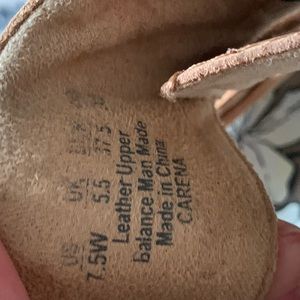 US UK EUR
7.5W 5.5 37.5
Leather Upper
balance Man Made
Made in China
CARENA